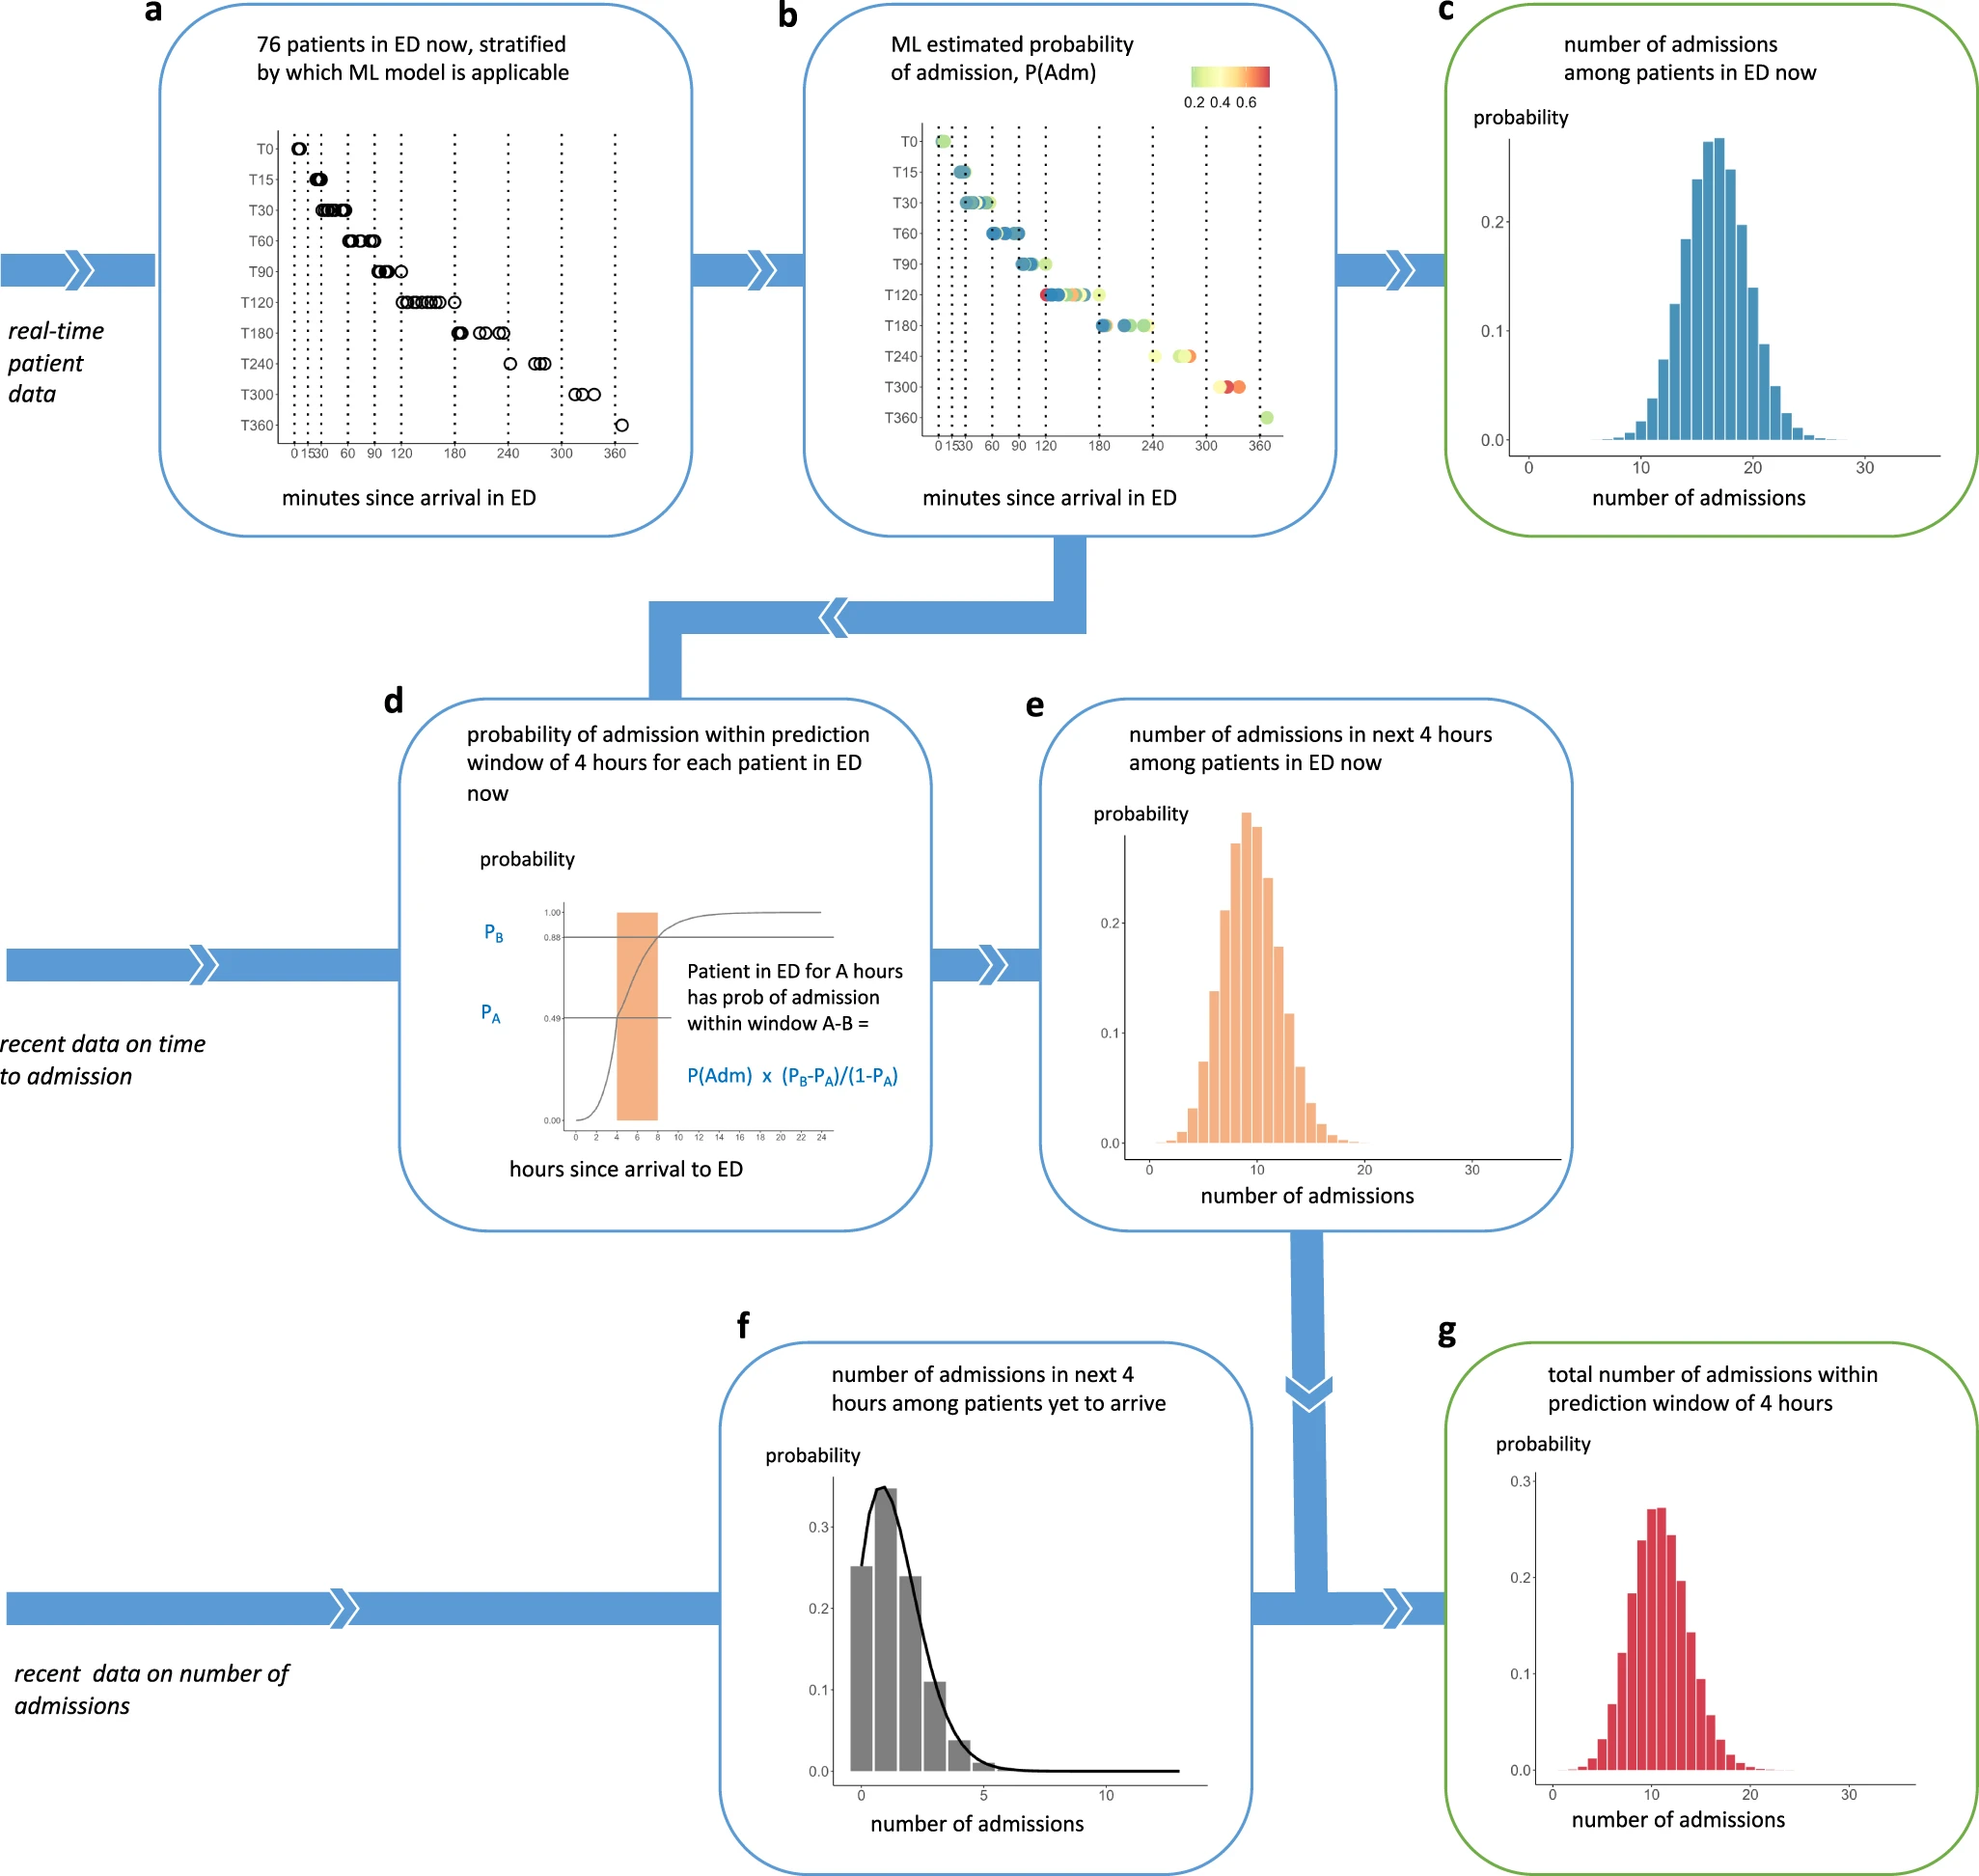 a
76 patients in ED now, stratified
by which ML model is applicable
T0
T15
T30
T60
T90
T120
T180
T240
T300
T360
0 15 30 60 90 120 180 240 300 360
minutes since arrival in ED
b
ML estimated probability
of admission, P(Adm)
0.2 0.4 0.6
T0
T15
T30
T60
T90
T120
T180
T240
T300
T360
0 15 30 60 90 120 180 240 300 360
minutes since arrival in ED
c
number of admissions
among patients in ED now
probability
0.2
0.1
0.0
0 10 20 30
number of admissions
real-time
patient
data
d
probability of admission within prediction
window of 4 hours for each patient in ED
now
probability
PB
PA
1.00
0.88
0.49
0.00
Patient in ED for A hours
has prob of admission
within window A-B =
P(Adm) x (PB-PA)/(1-PA)
0 2 4 6 8 10 12 14 16 18 20 22 24
hours since arrival to ED
e
number of admissions in next 4 hours
among patients in ED now
probability
0.2
0.1
0.0
0 10 20 30
number of admissions
recent data on time
to admission
f
number of admissions in next 4
hours among patients yet to arrive
probability
0.3
0.2
0.1
0.0
0 5 10
number of admissions
g
total number of admissions within
prediction window of 4 hours
probability
0.3
0.2
0.1
0.0
0 10 20 30
number of admissions
recent data on number of
admissions